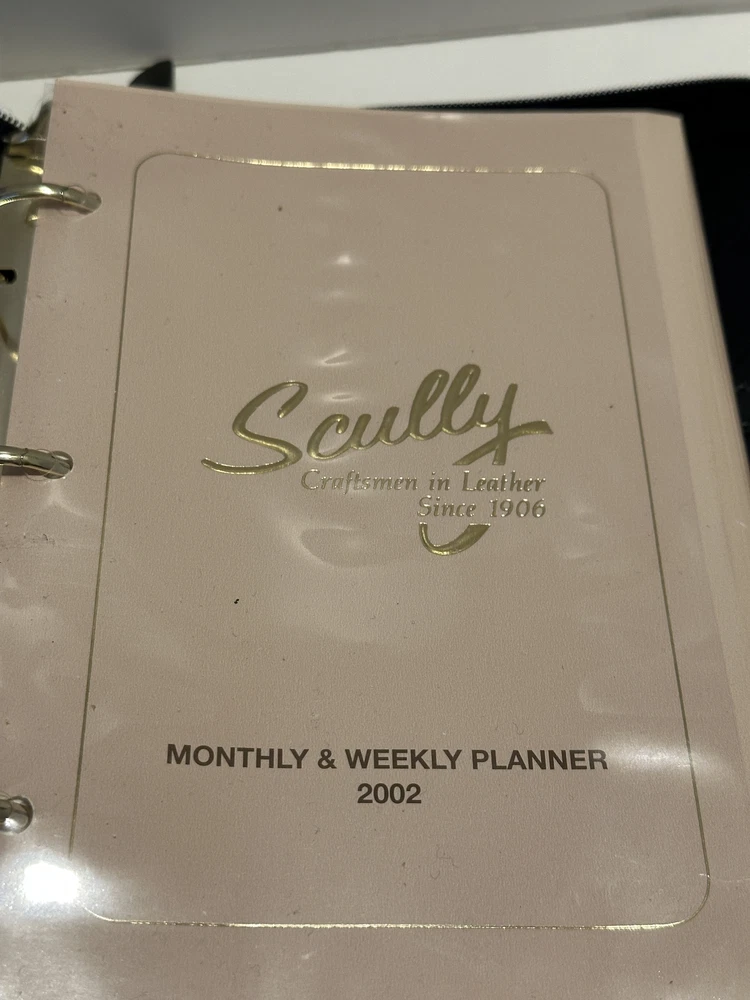 Scully
Craftsmen in Leather
Since 1906
MONTHLY & WEEKLY PLANNER
2002